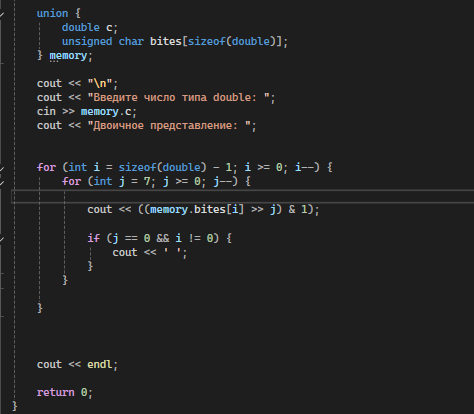 union {
double c;
unsigned char bites[sizeof(double)];
} memory;
cout << "\n";
cout << "Введите число типа double: ";
cin >> memory.c;
cout << "Двоичное представление: ";
for (int i = sizeof(double) - 1; i >= 0; i--) {
for (int j = 7; j >= 0; j--) {
cout << ((memory.bites[i] >> j) & 1);
if (j == 0 && i != 0) {
cout << ' ';
}
}
}
cout << endl;
return 0;
}